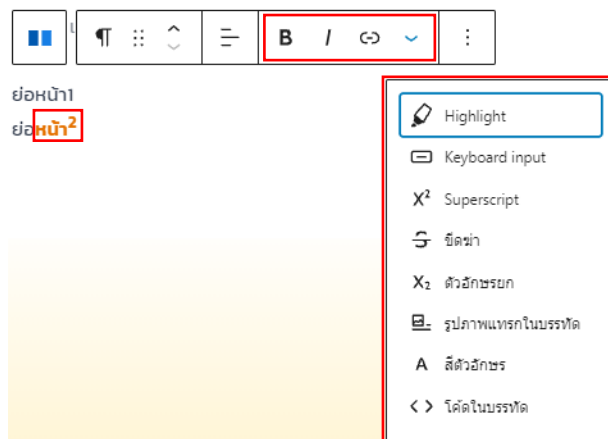 B I
ย่อหน้า1
ย่อหน้า²
Highlight
Keyboard input
X² Superscript
S ขีดฆ่า
X₂ ตัวอักษรยก
รูปภาพแทรกในบรรทัด
A สีตัวอักษร
<> โค้ดในบรรทัด